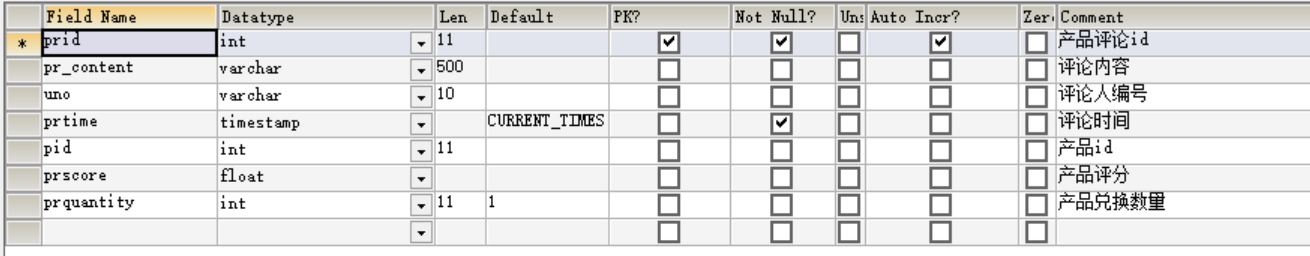 Field Name Datatype Len Default PK? Not Null? Uns Auto Incr? Zer Comment
* prid int 11 产品评论id
pr_content varchar 500 评论内容
uno varchar 10 评论人编号
prtime timestamp CURRENT_TIMES 评论时间
pid int 11 产品id
prscore float 产品评分
prquantity int 11 1 产品兑换数量